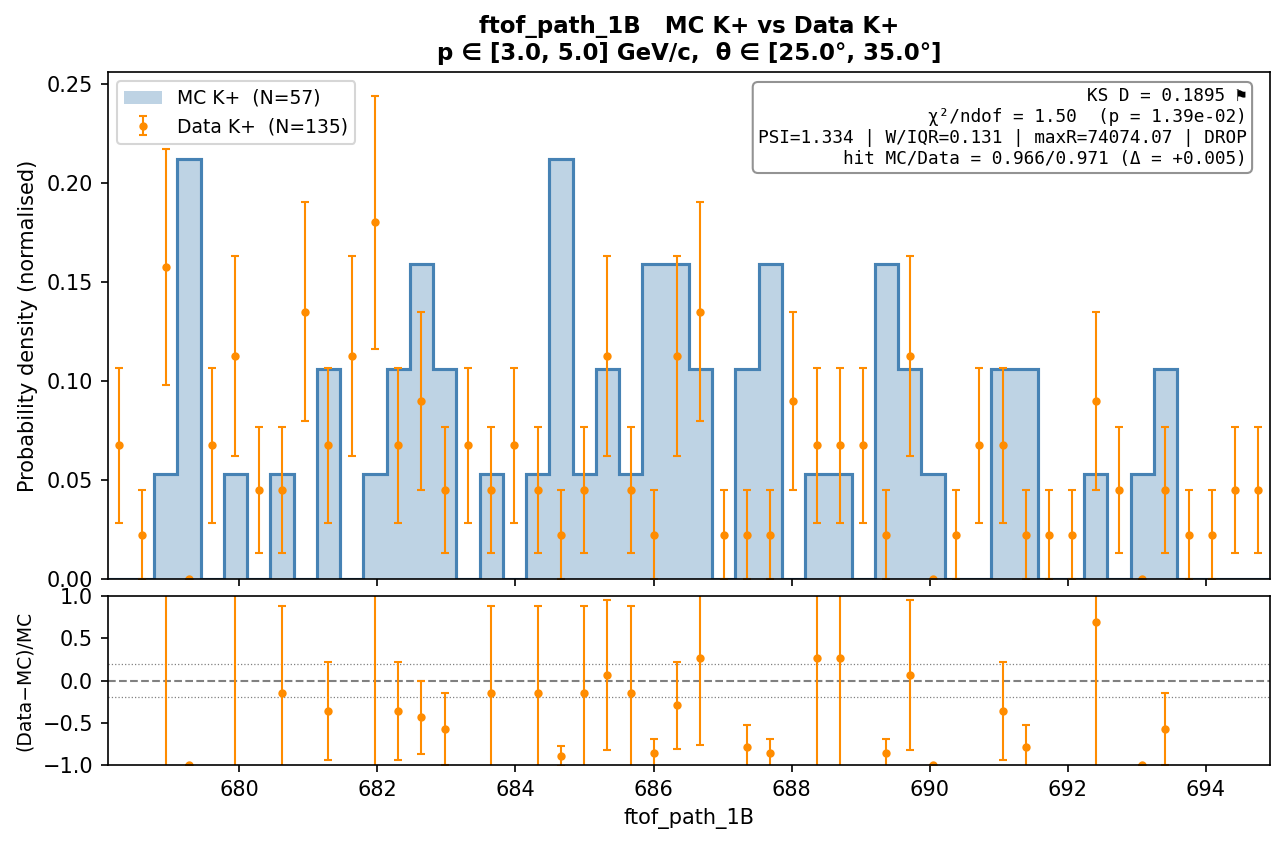 ftof_path_1B   MC K+ vs Data K+
p ∈ [3.0, 5.0] GeV/c,  θ ∈ [25.0°, 35.0°]
MC K+  (N=57)
Data K+  (N=135)
KS D = 0.1895 ⚑
χ²/ndof = 1.50  (p = 1.39e-02)
PSI=1.334 | W/IQR=0.131 | maxR=74074.07 | DROP
hit MC/Data = 0.966/0.971 (Δ = +0.005)
Probability density (normalised)
0.25
0.20
0.15
0.10
0.05
0.00
(Data−MC)/MC
1.0
0.5
0.0
−0.5
−1.0
680 682 684 686 688 690 692 694
ftof_path_1B